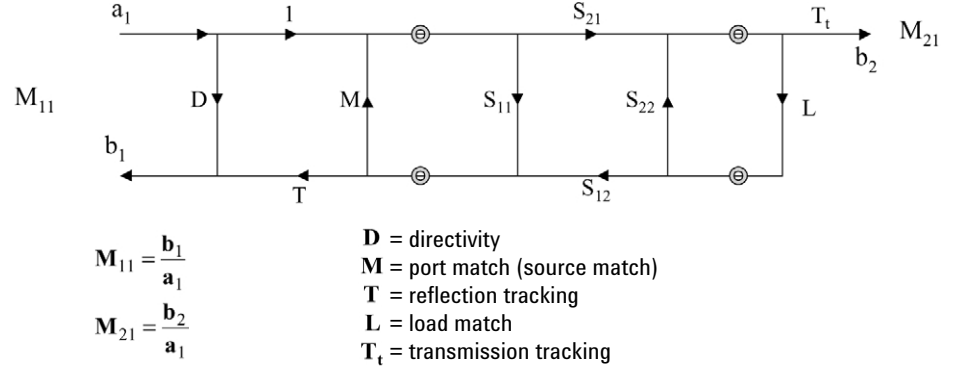 a₁ 1 S₂₁ Tₜ M₂₁
b₂
M₁₁ D M S₁₁ S₂₂ L
b₁
T S₁₂
M₁₁ = b₁/a₁
M₂₁ = b₂/a₁
D = directivity
M = port match (source match)
T = reflection tracking
L = load match
Tₜ = transmission tracking